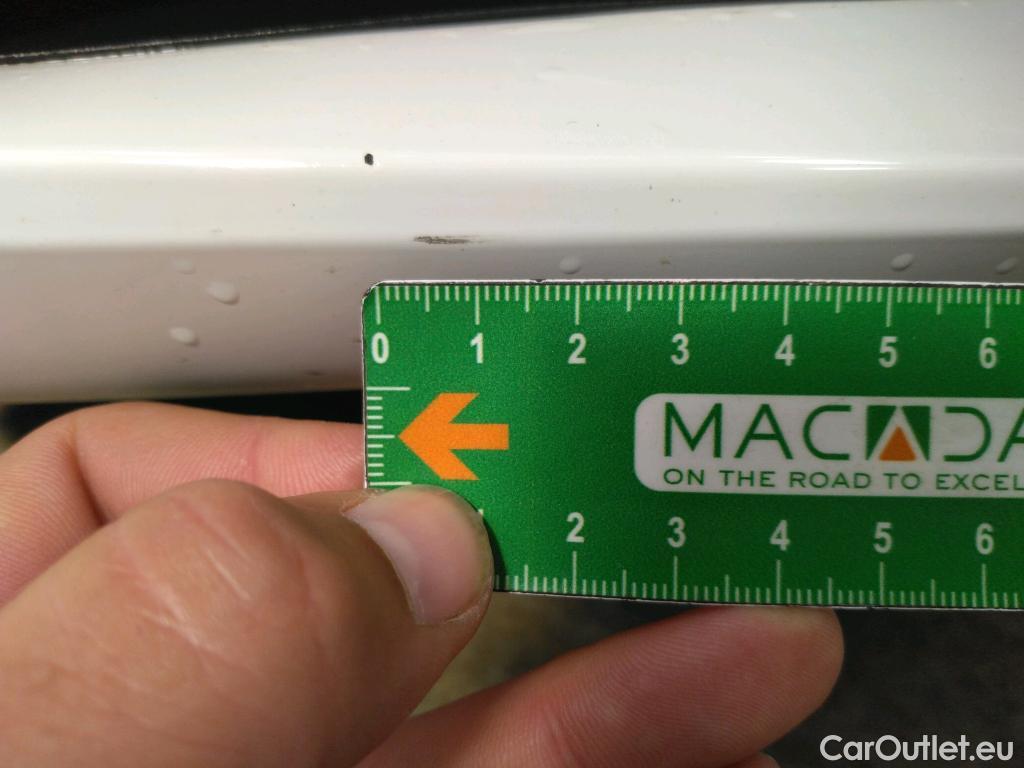 0 1 2 3 4 5 6
MACADA
ON THE ROAD TO EXCEL
2 3 4 5 6
CarOutlet.eu